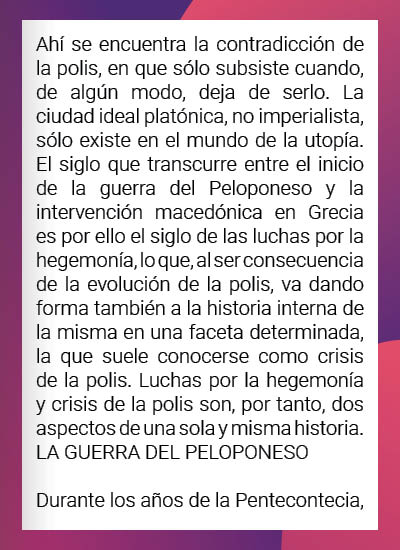 Ahí se encuentra la contradicción de
la polis, en que sólo subsiste cuando,
de algún modo, deja de serlo. La
ciudad ideal platónica, no imperialista,
sólo existe en el mundo de la utopía.
El siglo que transcurre entre el inicio
de la guerra del Peloponeso y la
intervención macedónica en Grecia
es por ello el siglo de las luchas por la
hegemonía, lo que, al ser consecuencia
de la evolución de la polis, va dando
forma también a la historia interna de
la misma en una faceta determinada,
la que suele conocerse como crisis
de la polis. Luchas por la hegemonía
y crisis de la polis son, por tanto, dos
aspectos de una sola y misma historia.
LA GUERRA DEL PELOPONESO
Durante los años de la Pentecontecia,